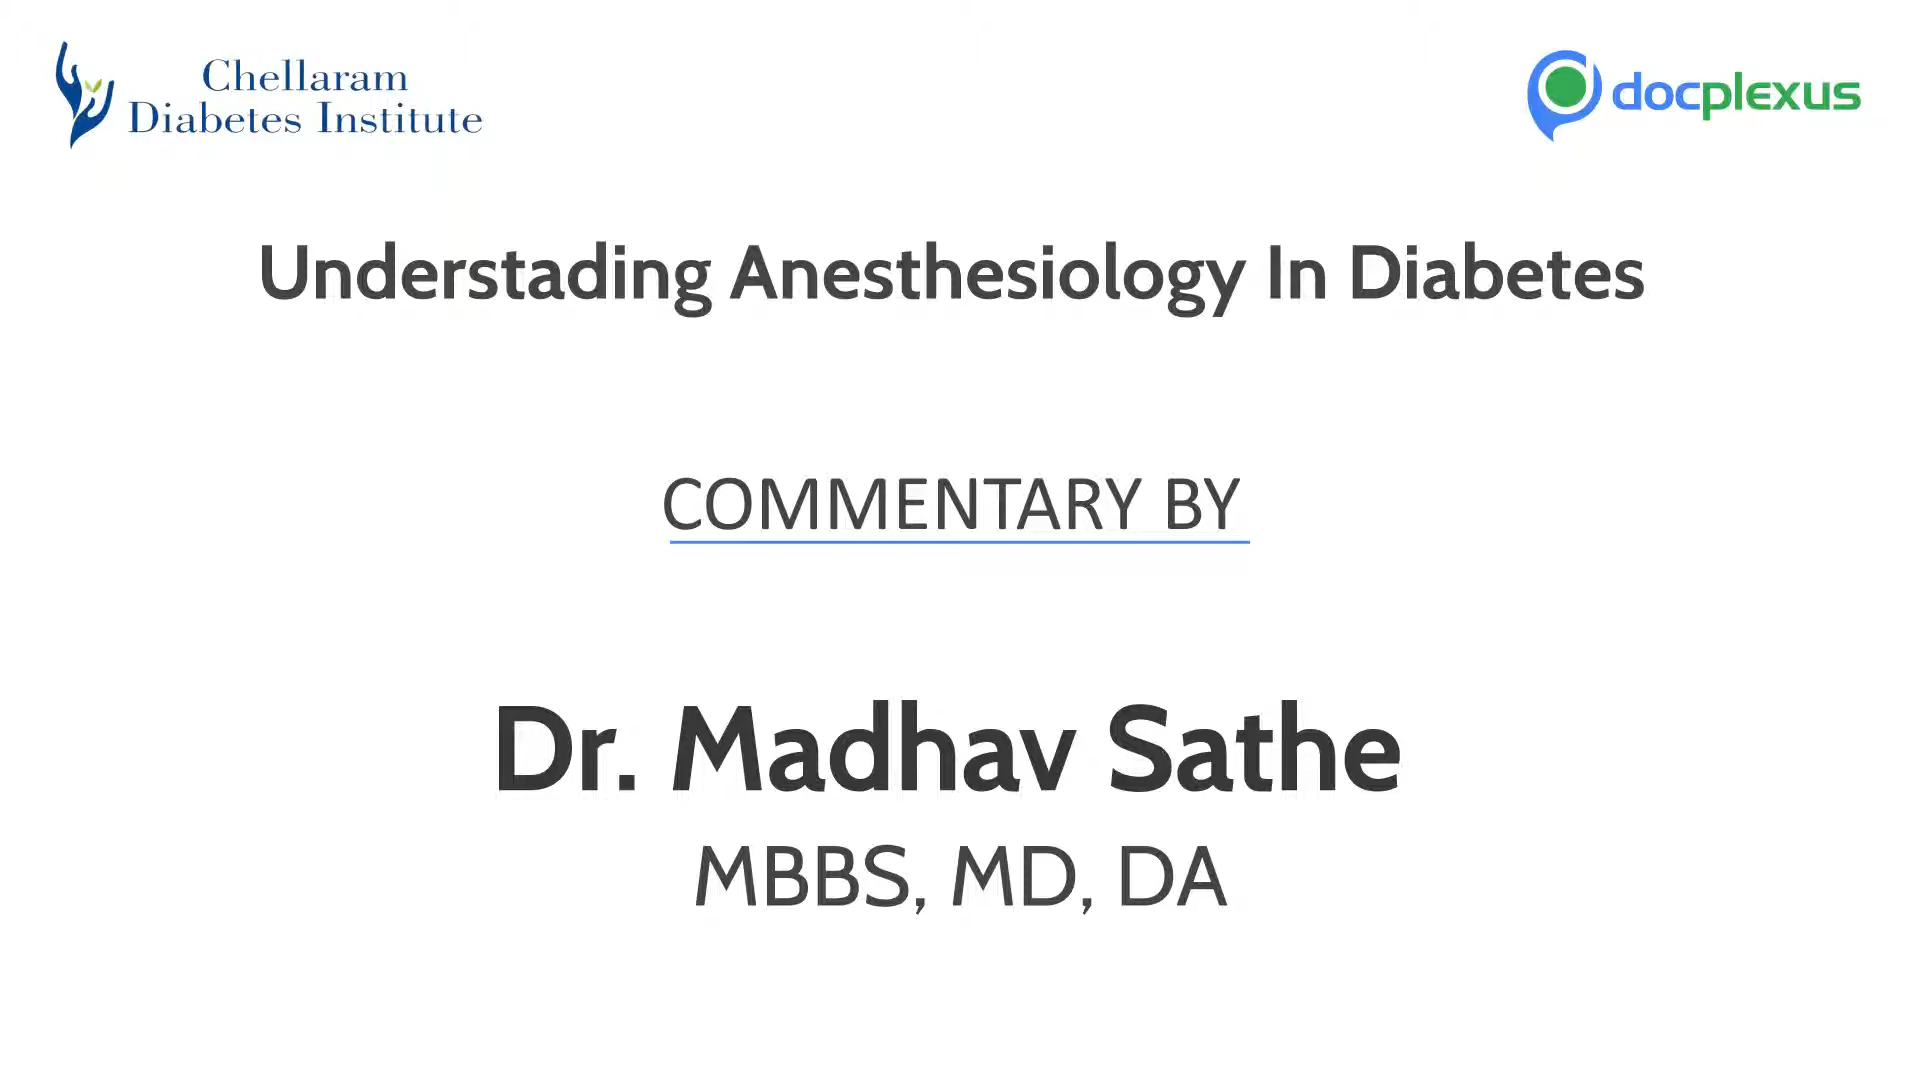 Chellaram
Diabetes Institute
docplexus
Understading Anesthesiology In Diabetes
COMMENTARY BY
Dr. Madhav Sathe
MBBS, MD, DA